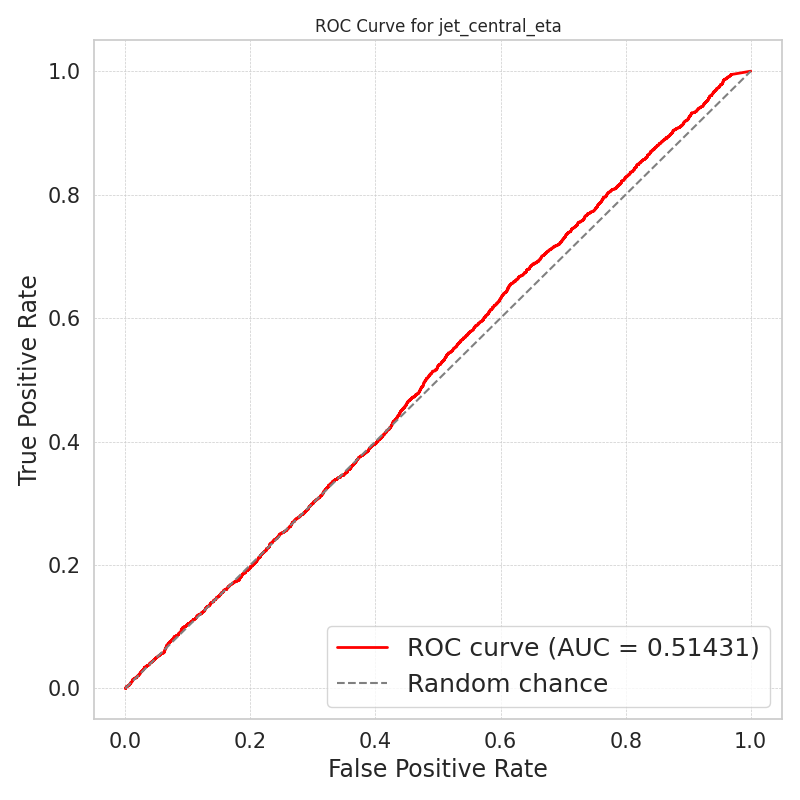 ROC Curve for jet_central_eta
1.0
0.8
0.6
0.4
0.2
0.0
True Positive Rate
ROC curve (AUC = 0.51431)
Random chance
0.0 0.2 0.4 0.6 0.8 1.0
False Positive Rate